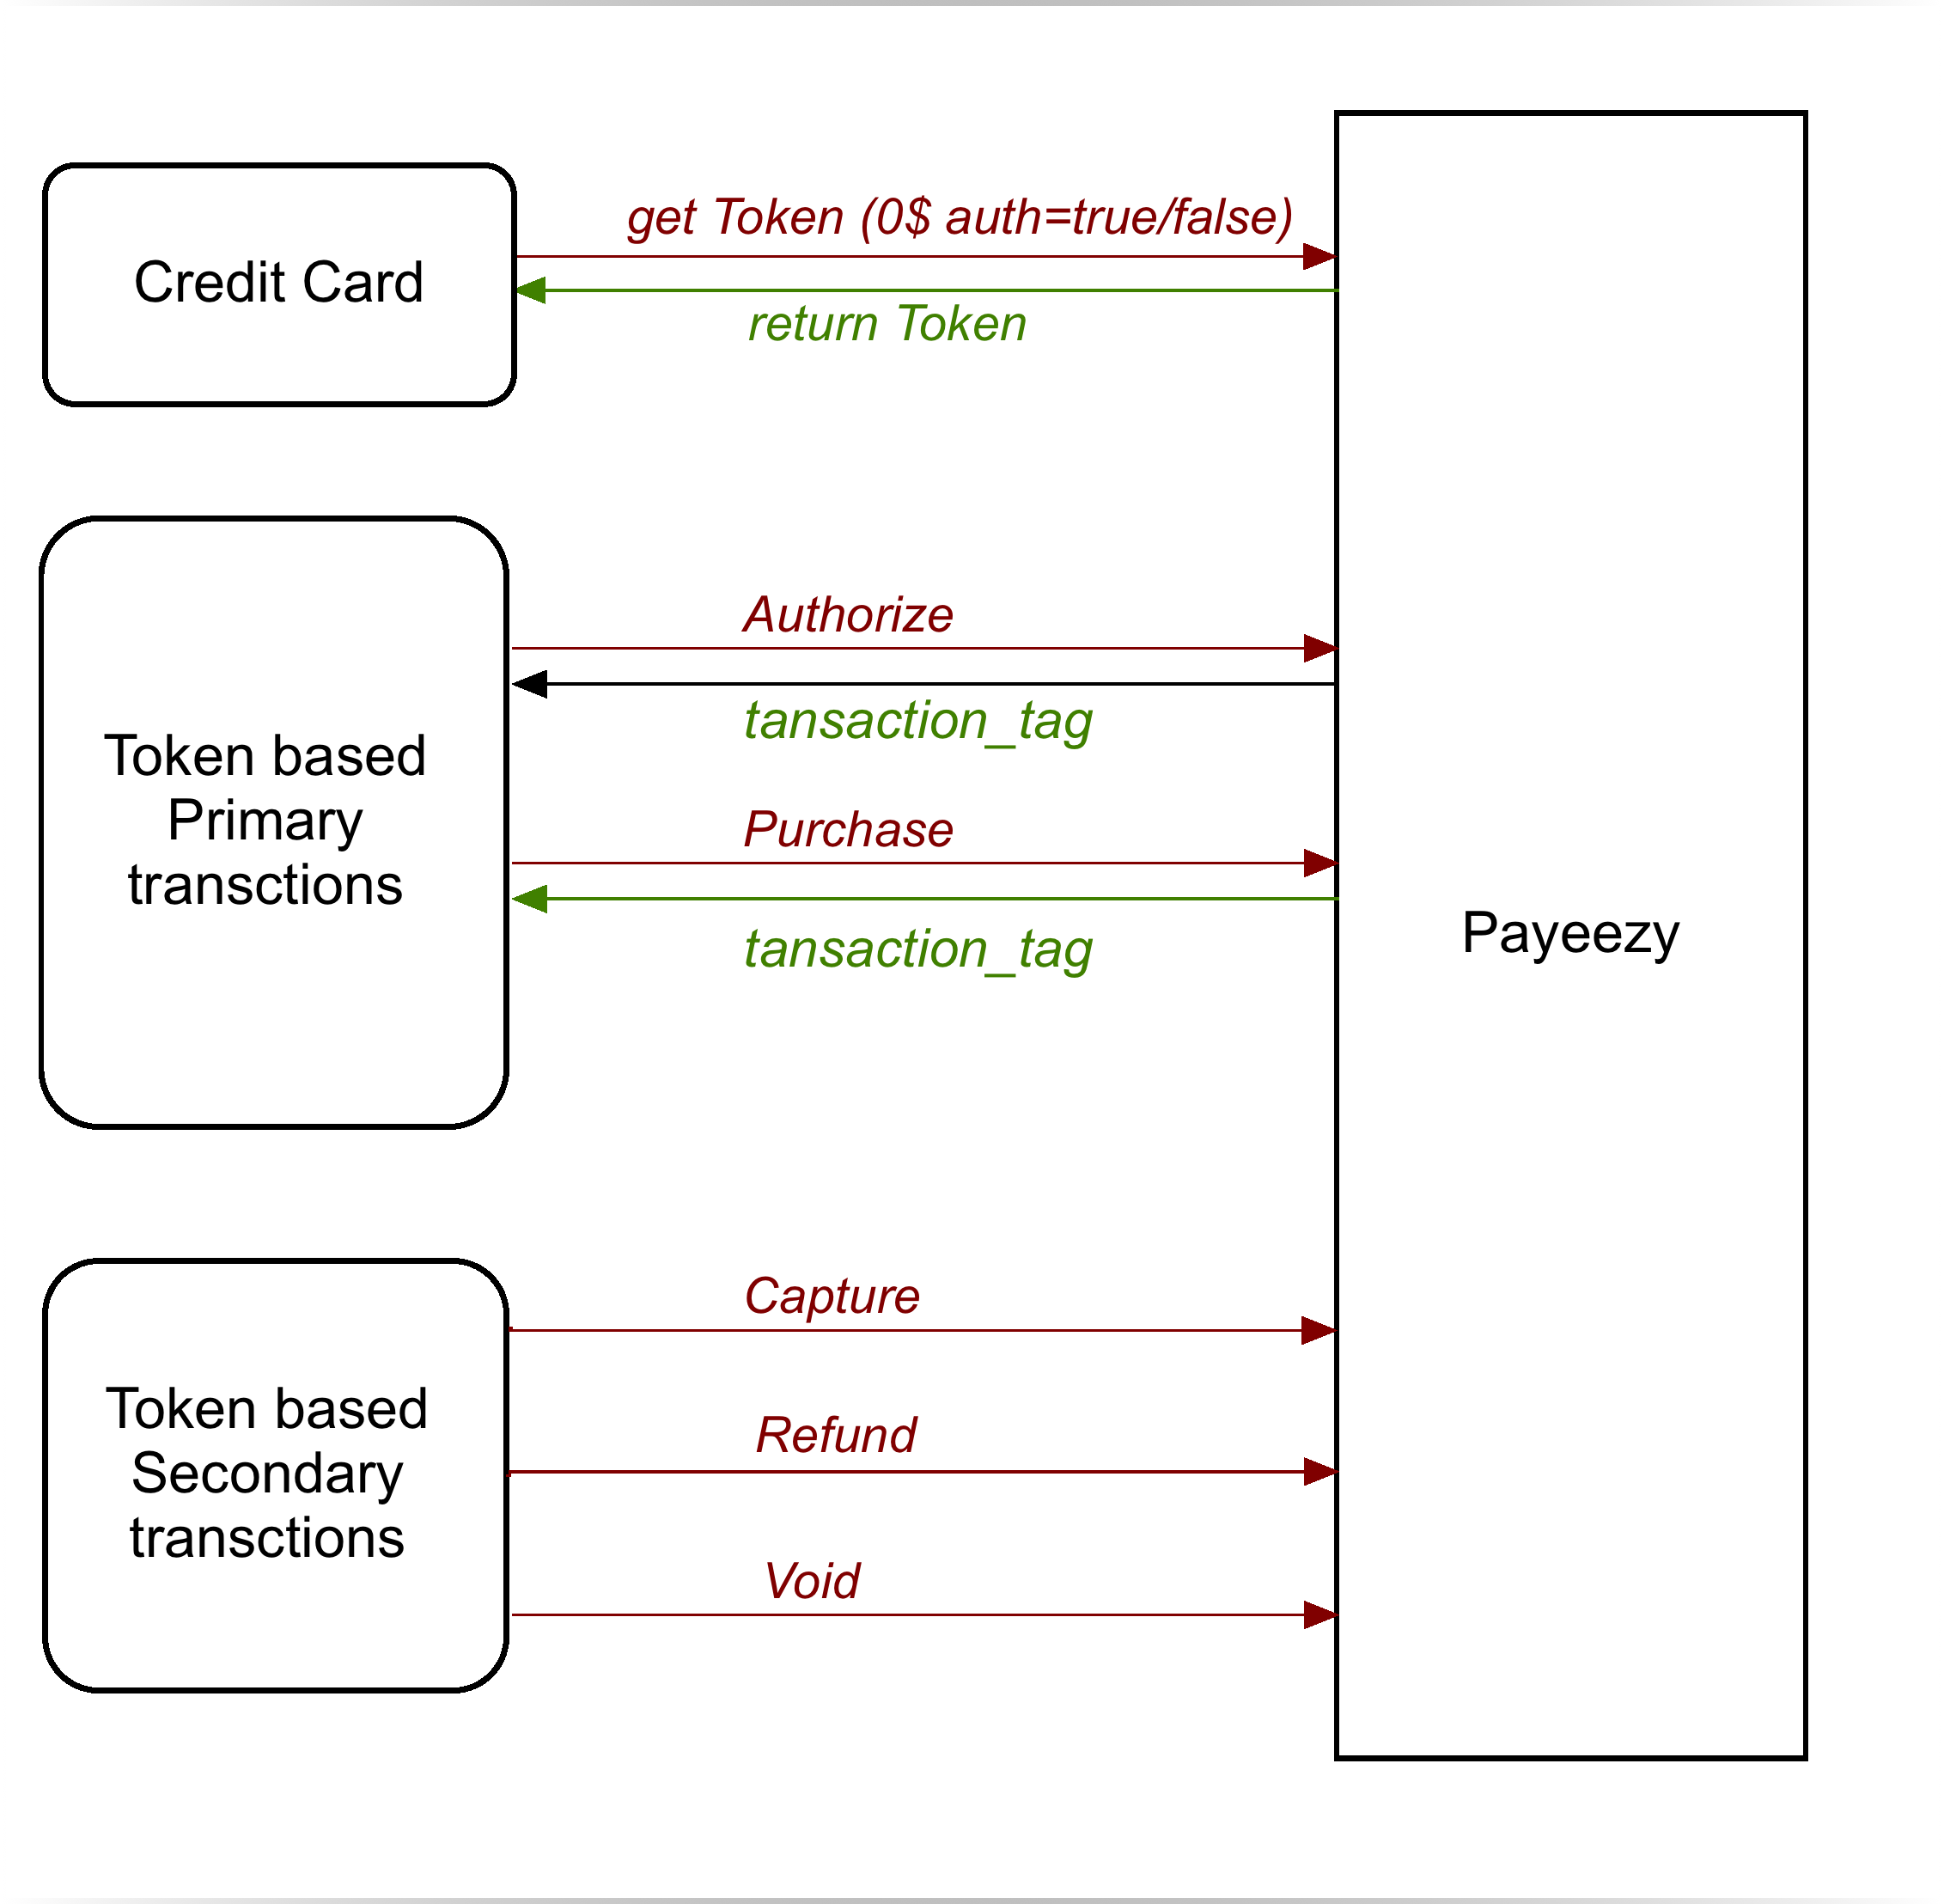 get Token (0$ auth=true/false)
Credit Card
return Token
Authorize
tansaction_tag
Token based
Primary
transctions
Purchase
tansaction_tag
Payeezy
Capture
Token based
Secondary
transctions
Refund
Void